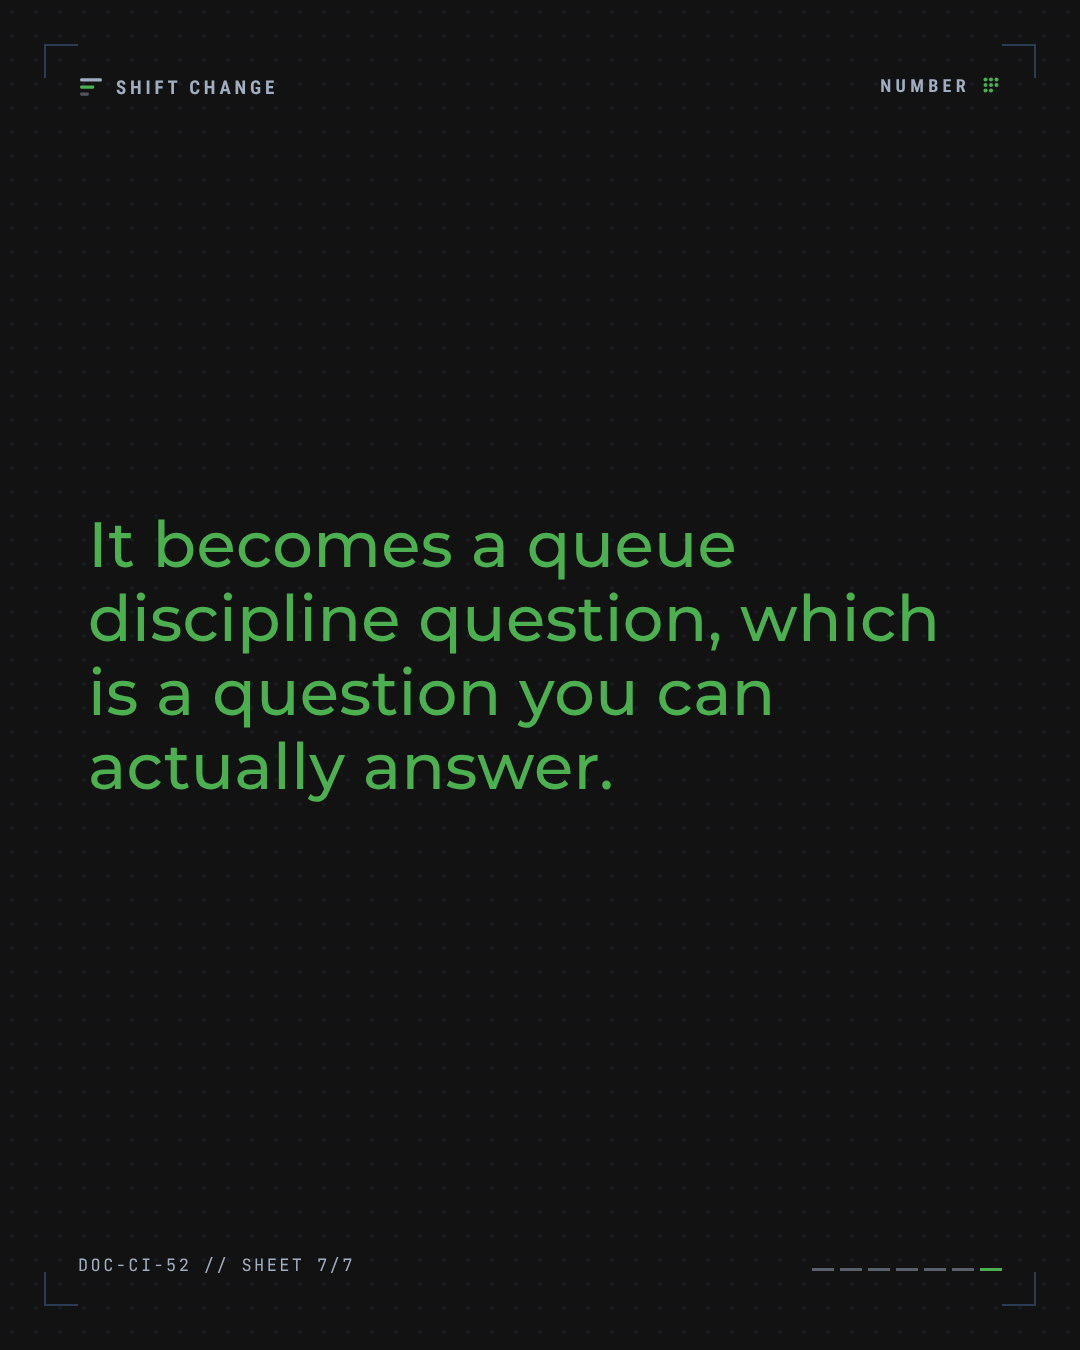 SHIFT CHANGE
NUMBER
It becomes a queue
discipline question, which
is a question you can
actually answer.
DOC-CI-52 // SHEET 7/7